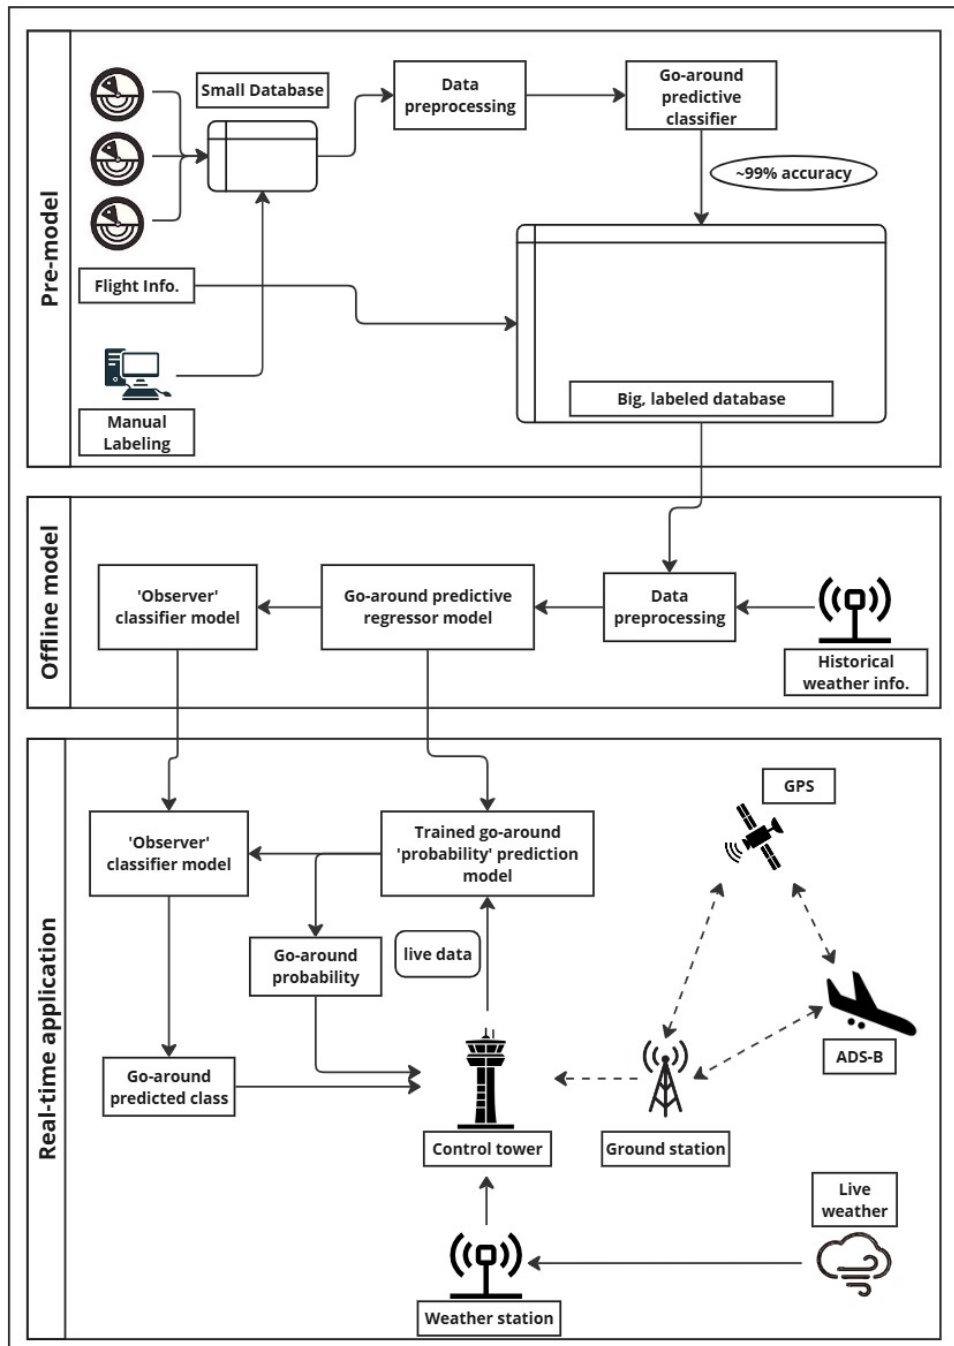 Pre-model
Small Database
Data
preprocessing
Go-around
predictive
classifier
~99% accuracy
Flight Info.
Manual
Labeling
Big, labeled database
Offline model
'Observer'
classifier model
Go-around predictive
regressor model
Data
preprocessing
Historical
weather info.
Real-time application
GPS
'Observer'
classifier model
Trained go-around
'probability' prediction
model
Go-around
probability
live data
ADS-B
Go-around
predicted class
Control tower
Ground station
Live
weather
Weather station